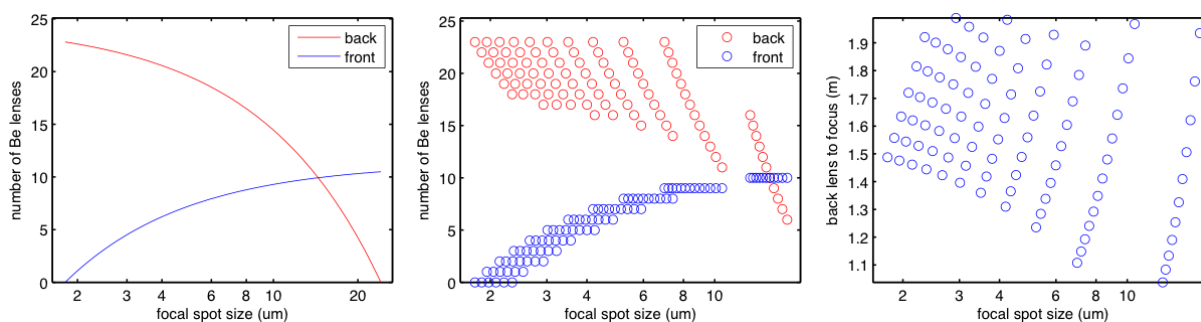 25
20
15
10
5
0
number of Be lenses
2 3 4 6 8 10 20
focal spot size (um)
back
front
25
20
15
10
5
0
number of Be lenses
2 3 4 6 8 10
focal spot size (um)
back
front
1.9
1.8
1.7
1.6
1.5
1.4
1.3
1.2
1.1
back lens to focus (m)
2 3 4 6 8 10
focal spot size (um)